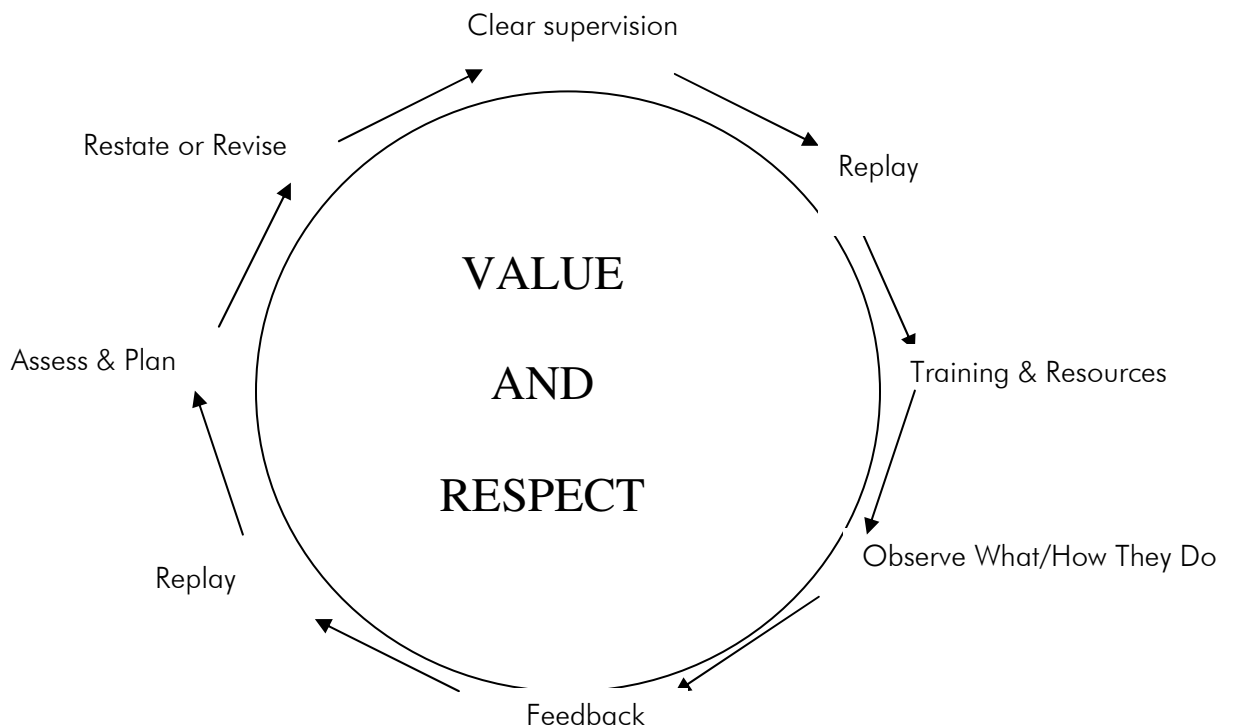 Clear supervision
Restate or Revise
Replay
VALUE
Assess & Plan
Training & Resources
AND
RESPECT
Observe What/How They Do
Replay
Feedback